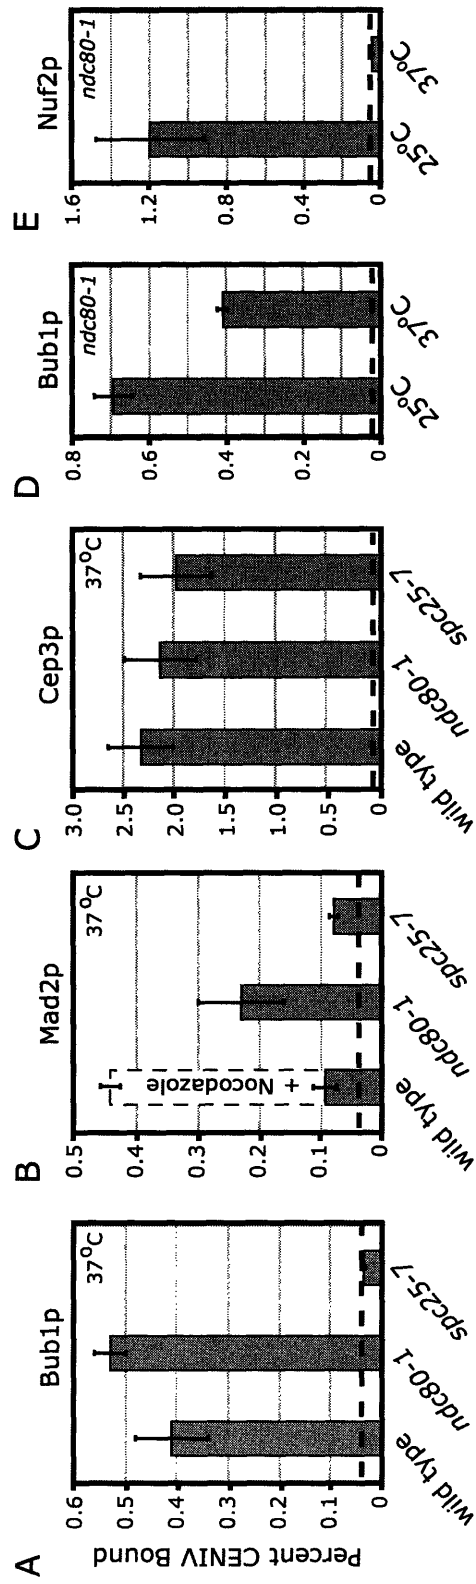 A
Bub1p
Percent CENIV Bound
37°C
0.6
0.5
0.4
0.3
0.2
0.1
0
wild type
ndc80-1
spc25-7
B
Mad2p
37°C
0.5
0.4
0.3
0.2
0.1
0
+ Nocodazole
wild type
ndc80-1
spc25-7
C
Cep3p
37°C
3.0
2.5
2.0
1.5
1.0
0.5
0
wild type
ndc80-1
spc25-7
D
Bub1p
ndc80-1
0.8
0.6
0.4
0.2
0
25°C
37°C
E
Nuf2p
ndc80-1
1.6
1.2
0.8
0.4
0
25°C
37°C